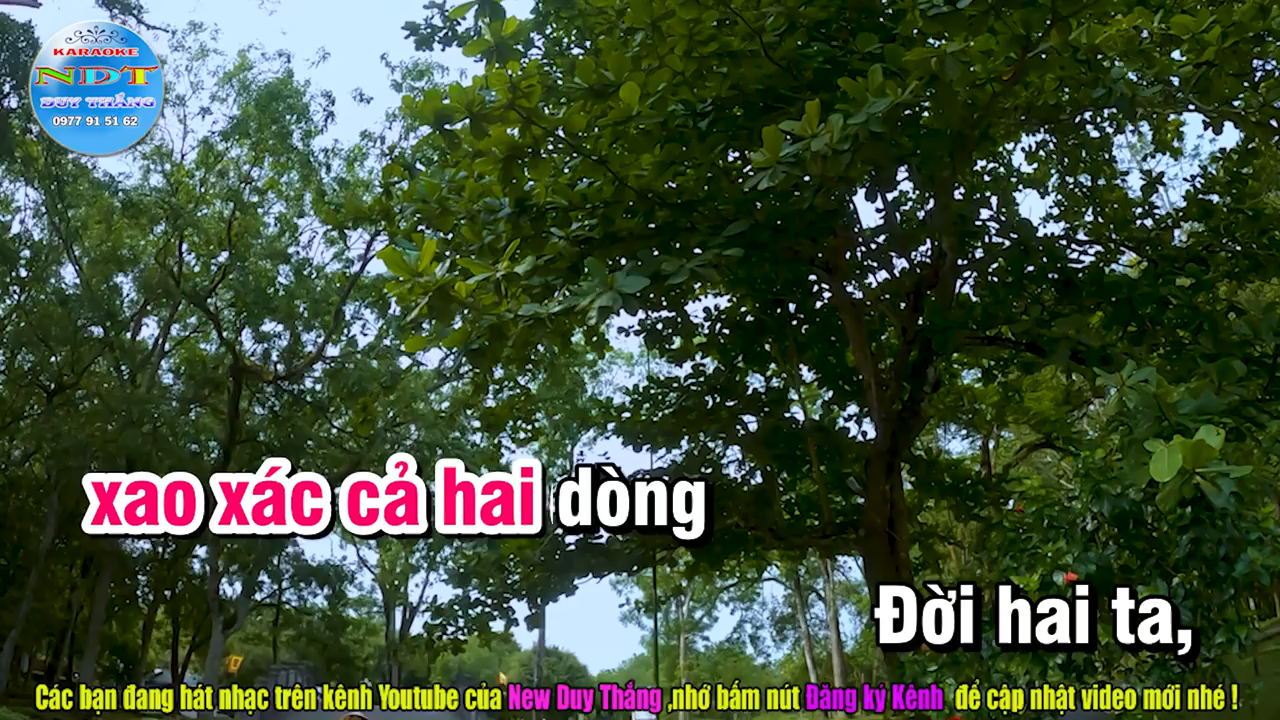 KARAOKE
NDT
DUY THẮNG
0977 91 51 62
xao xác cả hai dòng
Đời hai ta,
Các bạn đang hát nhạc trên kênh Youtube của New Duy Thắng ,nhớ bấm nút Đăng ký Kênh để cập nhật video mới nhé !